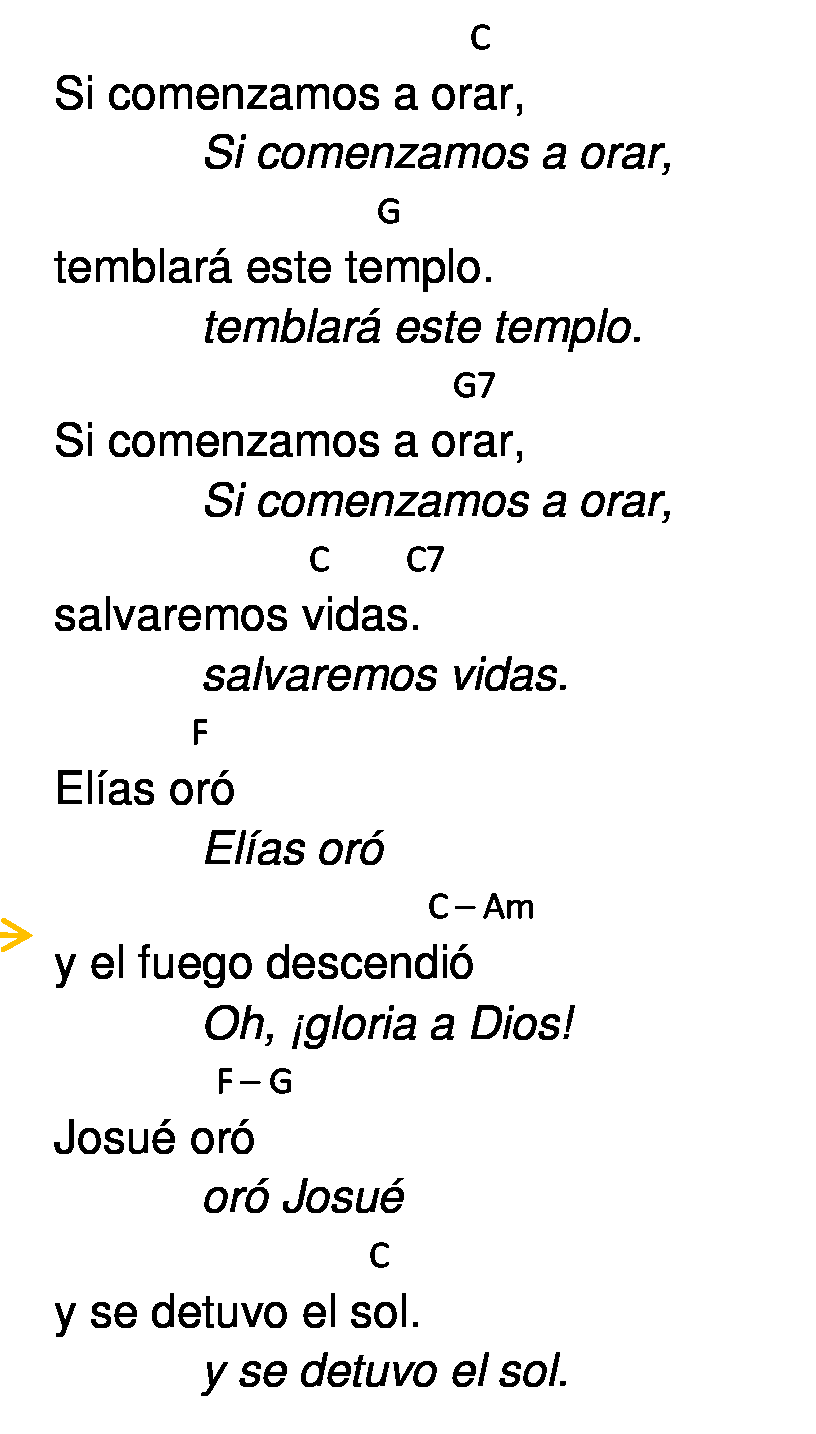 C
Si comenzamos a orar,
Si comenzamos a orar,
G
temblará este templo.
temblará este templo.
G7
Si comenzamos a orar,
Si comenzamos a orar,
C C7
salvaremos vidas.
salvaremos vidas.
F
Elías oró
Elías oró
C – Am
y el fuego descendió
Oh, ¡gloria a Dios!
F – G
Josué oró
oró Josué
C
y se detuvo el sol.
y se detuvo el sol.